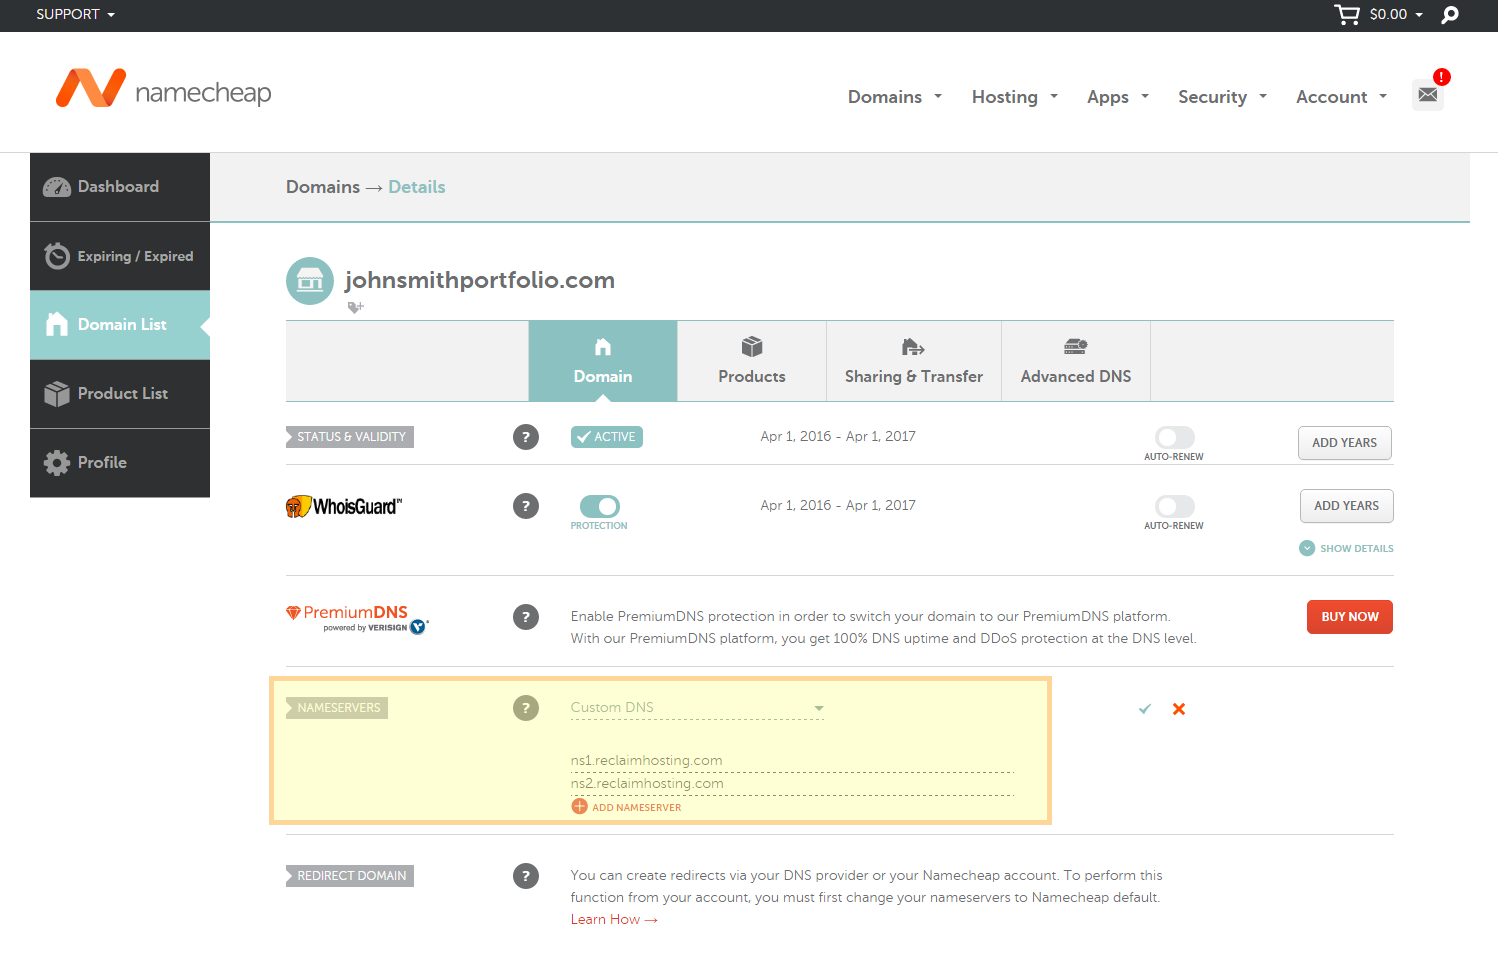 SUPPORT
$0.00
namecheap
Domains Hosting Apps Security Account
!
Dashboard
Expiring / Expired
Domain List
Product List
Profile
Domains → Details
johnsmithportfolio.com
Domain Products Sharing & Transfer Advanced DNS
STATUS & VALIDITY ? ACTIVE Apr 1, 2016 - Apr 1, 2017 AUTO-RENEW ADD YEARS
WhoisGuard™ ? PROTECTION Apr 1, 2016 - Apr 1, 2017 AUTO-RENEW ADD YEARS
SHOW DETAILS
PremiumDNS
powered by VERISIGN
? Enable PremiumDNS protection in order to switch your domain to our PremiumDNS platform.
With our PremiumDNS platform, you get 100% DNS uptime and DDoS protection at the DNS level.
BUY NOW
NAMESERVERS ? Custom DNS
ns1.reclaimhosting.com
ns2.reclaimhosting.com
ADD NAMESERVER
REDIRECT DOMAIN ? You can create redirects via your DNS provider or your Namecheap account. To perform this
function from your account, you must first change your nameservers to Namecheap default.
Learn How →